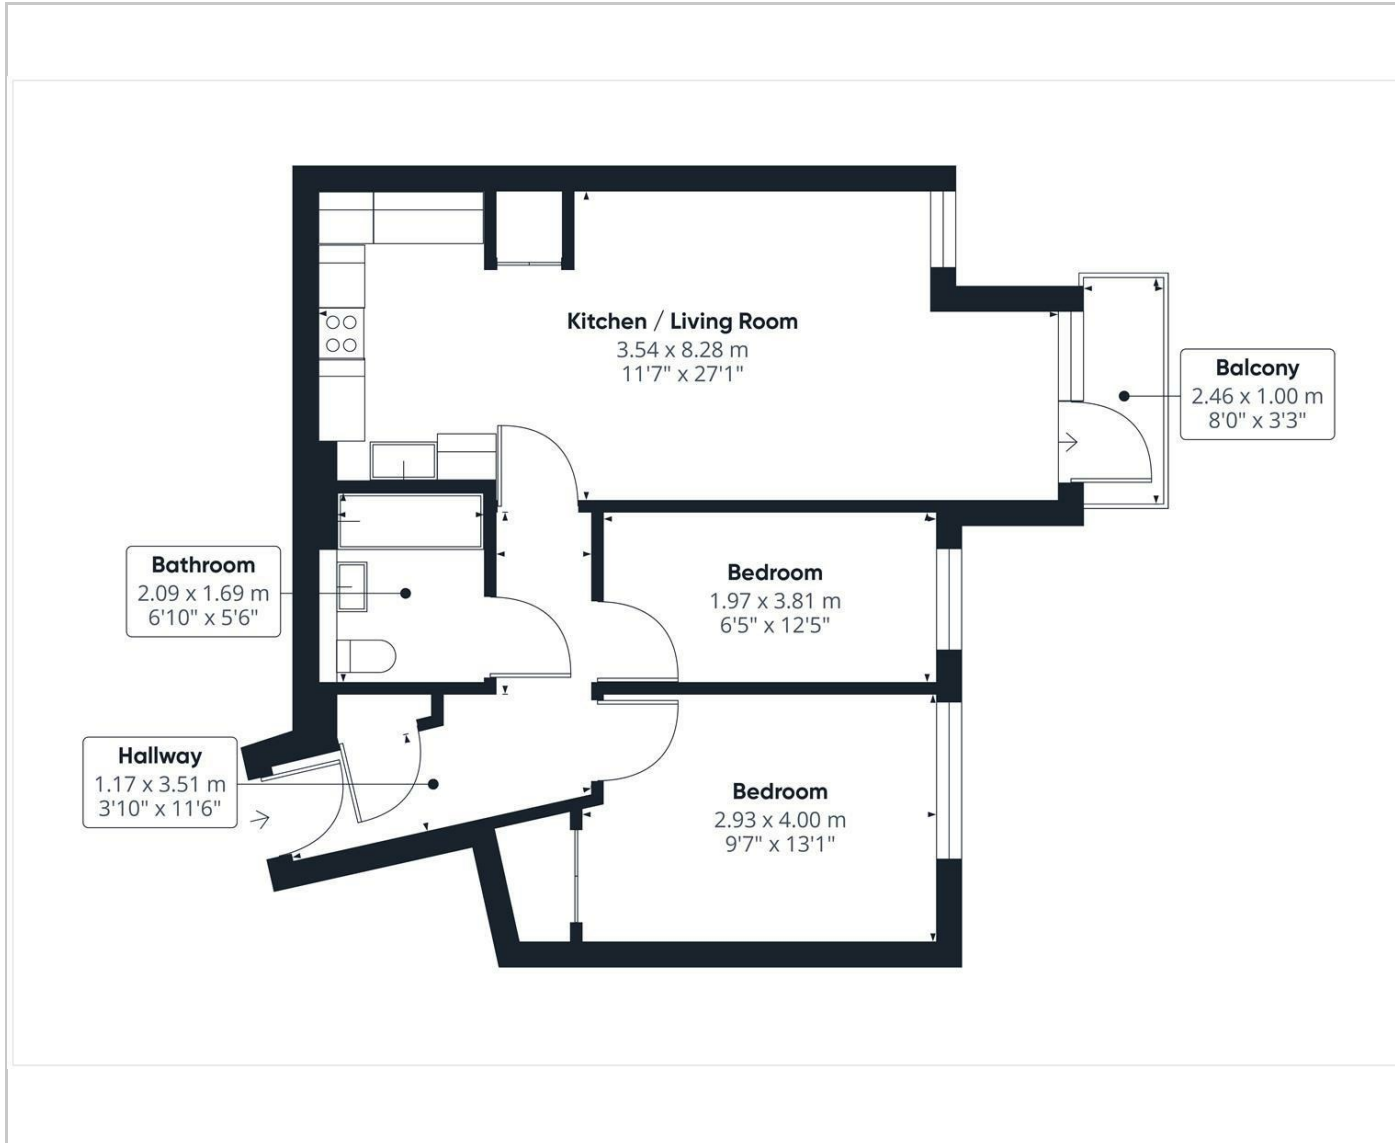 Kitchen / Living Room
3.54 x 8.28 m
11'7" x 27'1"
Balcony
2.46 x 1.00 m
8'0" x 3'3"
Bathroom
2.09 x 1.69 m
6'10" x 5'6"
Bedroom
1.97 x 3.81 m
6'5" x 12'5"
Hallway
1.17 x 3.51 m
3'10" x 11'6"
Bedroom
2.93 x 4.00 m
9'7" x 13'1"